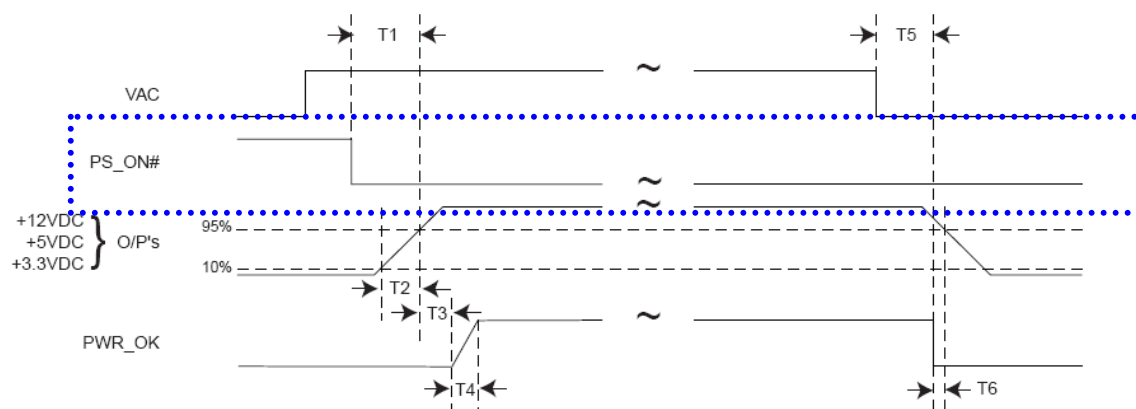 T1
T5
~
VAC
PS_ON#
~
~
+12VDC
+5VDC
+3.3VDC
} O/P's
95%
10%
T2
T3
~
PWR_OK
T4
T6